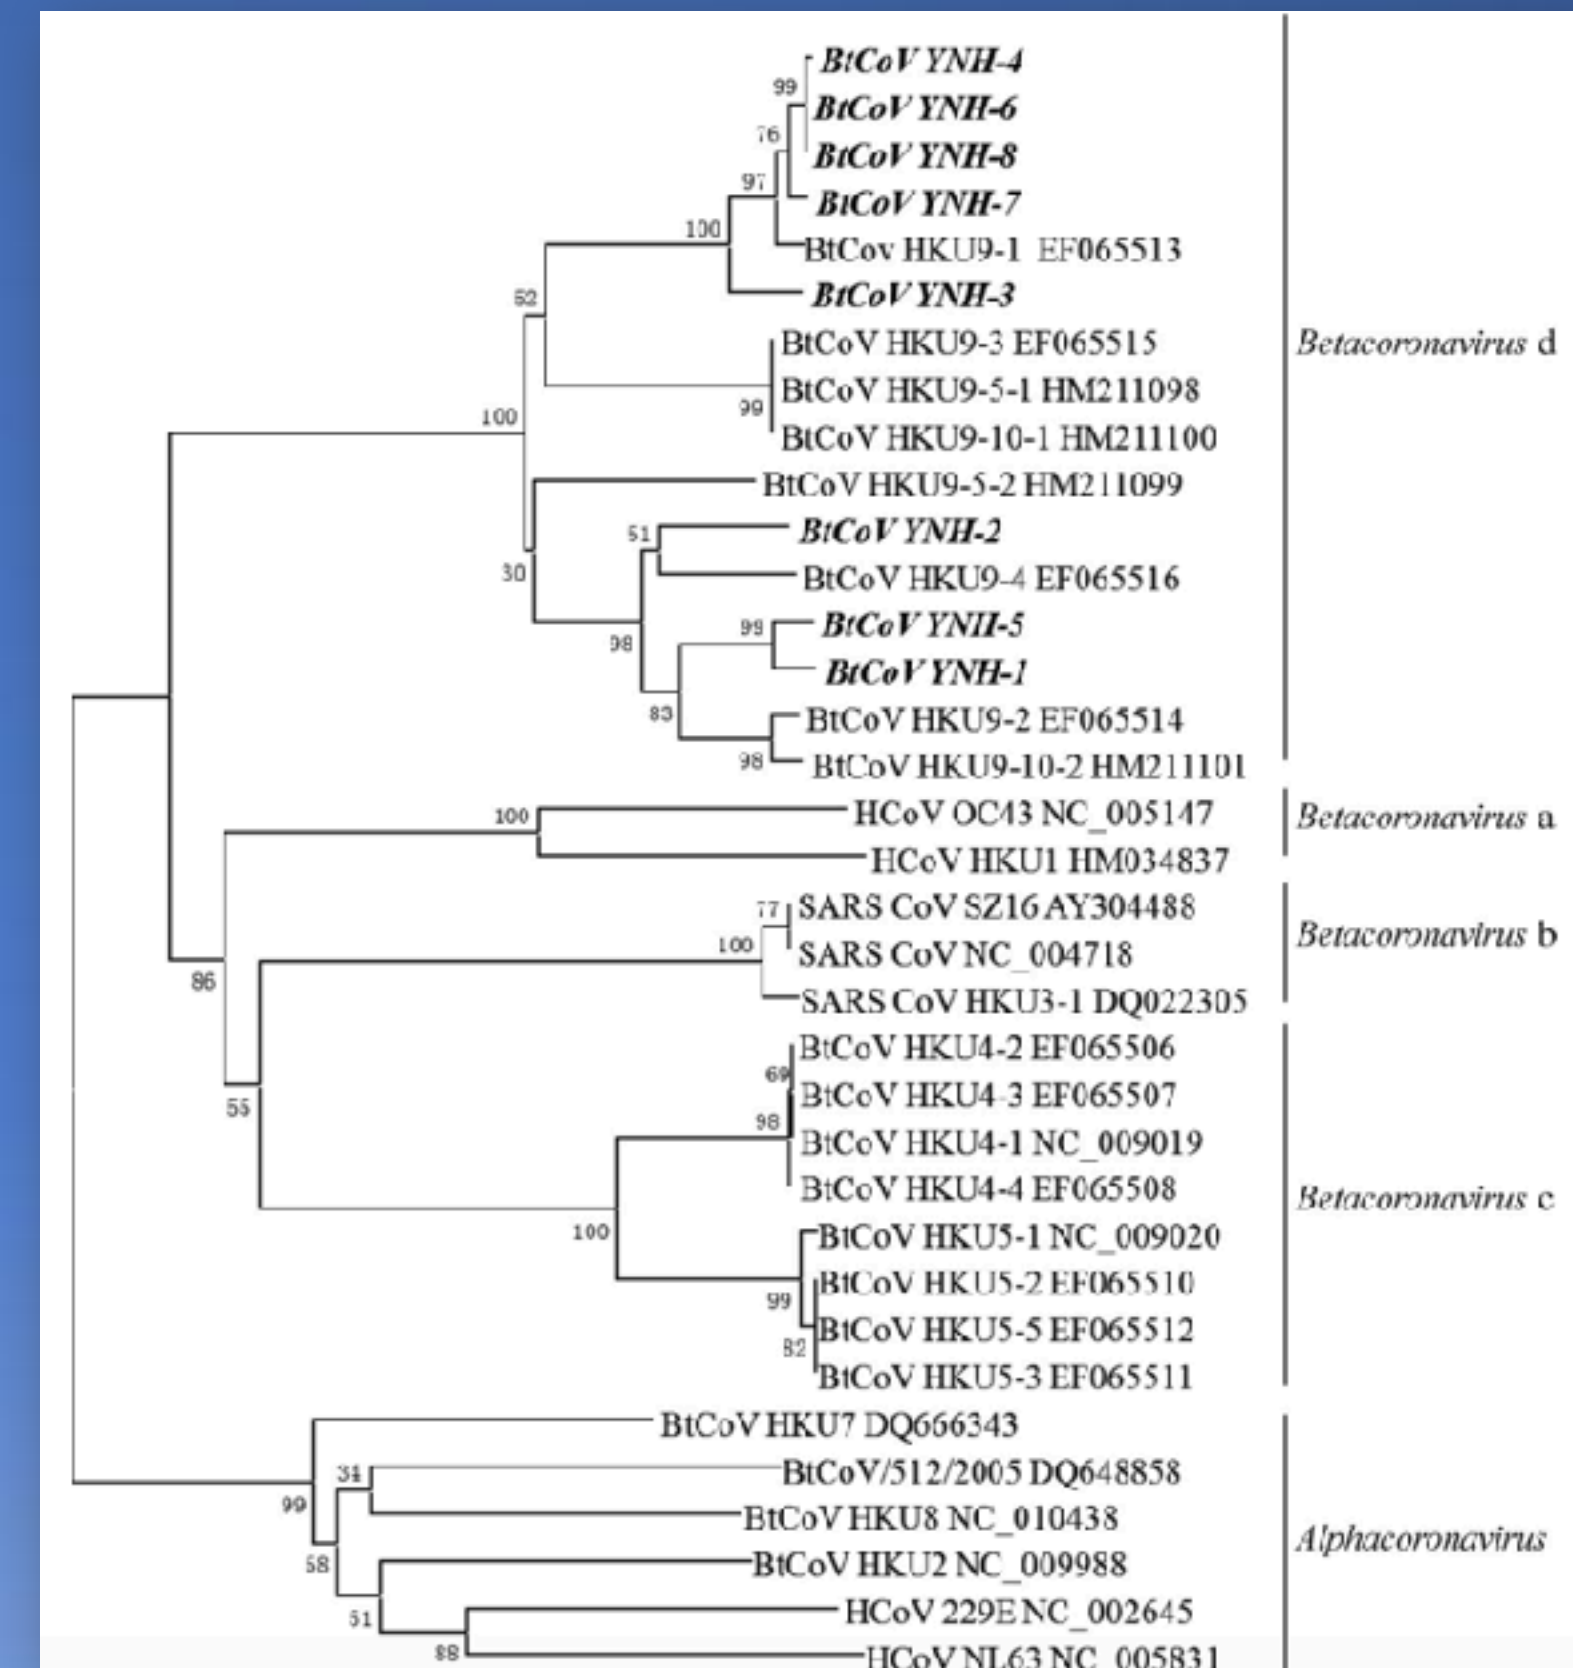 BtCoV YNH-4
99
BtCoV YNH-6
76
BtCoV YNH-8
97
BtCoV YNH-7
100
BtCov HKU9-1 EF065513
62
BtCoV YNH-3
BtCoV HKU9-3 EF065515
Betacoronavirus d
BtCoV HKU9-5-1 HM211098
99
100
BtCoV HKU9-10-1 HM211100
BtCoV HKU9-5-2 HM211099
51
BtCoV YNH-2
30
BtCoV HKU9-4 EF065516
99
BtCoV YNH-5
98
BtCoV YNH-1
83
BtCoV HKU9-2 EF065514
98
BtCoV HKU9-10-2 HM211101
100
HCoV OC43 NC_005147
Betacoronavirus a
HCoV HKU1 HM034837
77
SARS CoV SZ16 AY304488
Betacoronavirus b
100
SARS CoV NC_004718
86
SARS CoV HKU3-1 DQ022305
BtCoV HKU4-2 EF065506
69
BtCoV HKU4-3 EF065507
55
98
BtCoV HKU4-1 NC_009019
BtCoV HKU4-4 EF065508
Betacoronavirus c
100
BtCoV HKU5-1 NC_009020
BtCoV HKU5-2 EF065510
99
BtCoV HKU5-5 EF065512
82
BtCoV HKU5-3 EF065511
BtCoV HKU7 DQ666343
34
BtCoV/512/2005 DQ648858
99
BtCoV HKU8 NC_010438
Alphacoronavirus
58
BtCoV HKU2 NC_009988
51
HCoV 229E NC_002645
88
HCoV NL63 NC_005831